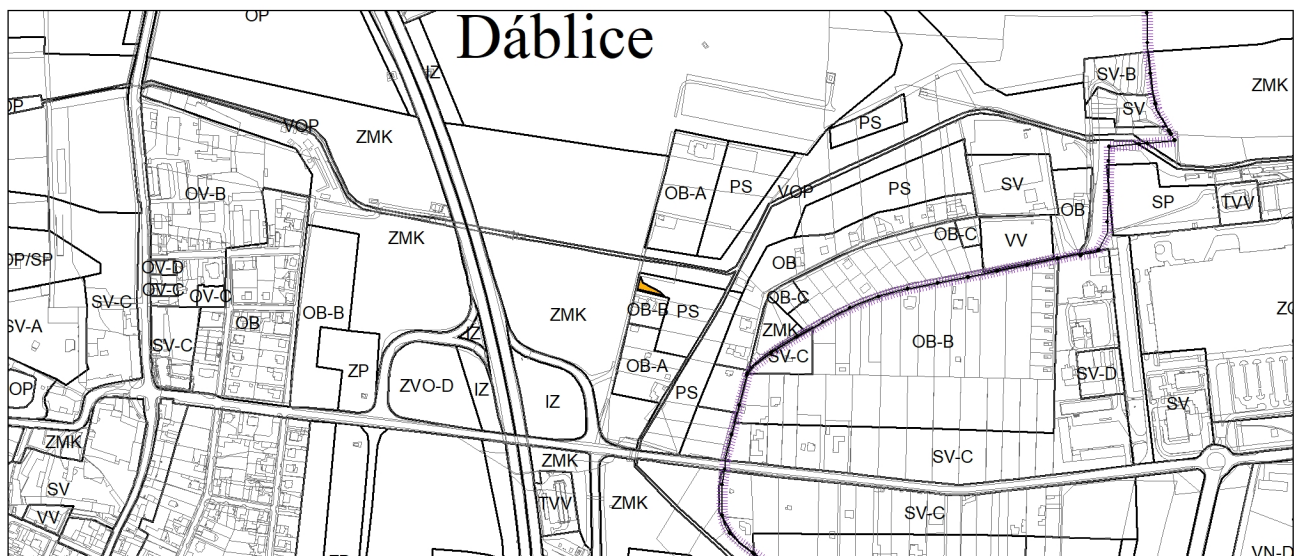 OP
Dáblice
IZ
SV-B
ZMK
SV
VOP
ZMK
PS
OV-B
OB-A
PS
VOP
PS
SV
OB
SP
TVV
ZMK
OB-C
VV
OP/SP
OV-D
OB
SV-C
OV-C
OV-C
OB-B
OB-C
SV-A
OB
ZMK
OB-B
PS
ZMK
SV-C
IZ
SV-C
OB-B
ZP
OB-A
SV-D
OP
ZVO-D
IZ
IZ
PS
SV
ZMK
ZMK
SV-C
SV
TVV
ZMK
SV-C
VV